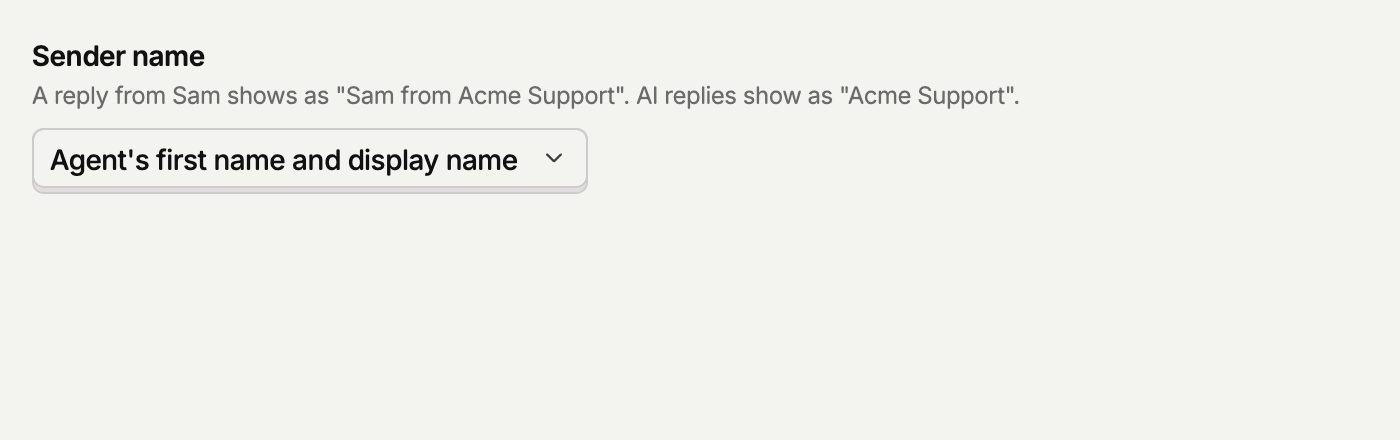 Sender name
A reply from Sam shows as "Sam from Acme Support". AI replies show as "Acme Support".
Agent's first name and display name